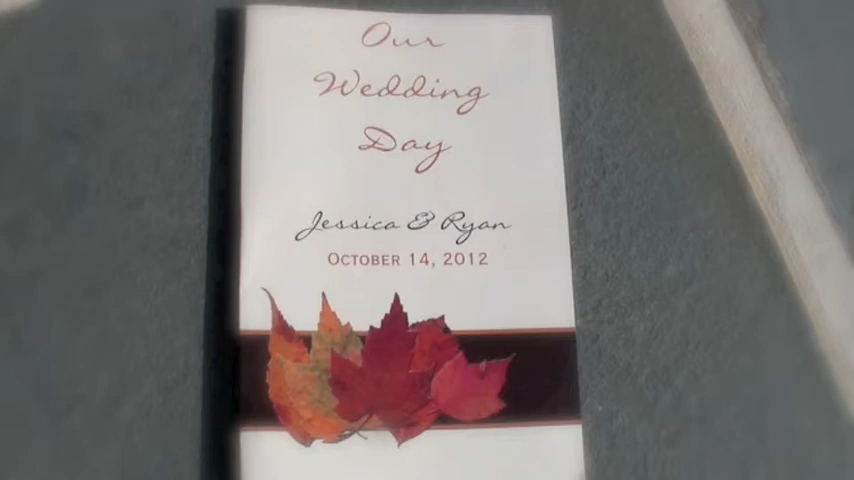 Our
Wedding
Day
Jessica & Ryan
OCTOBER 14, 2012